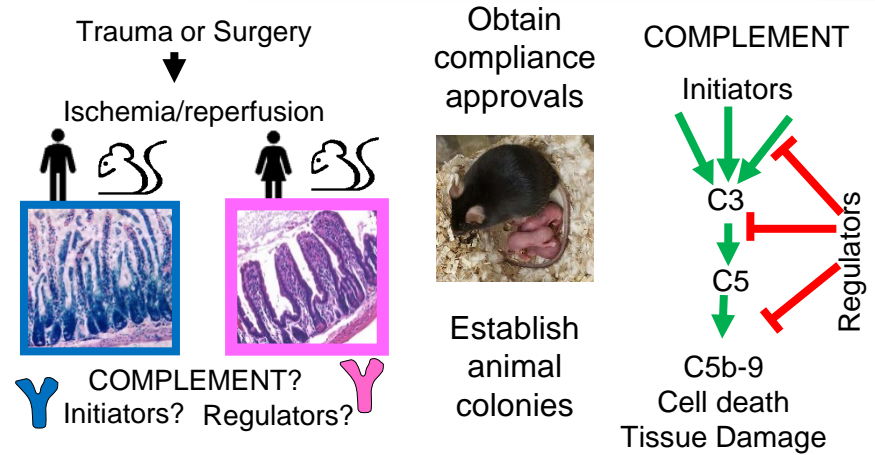 Trauma or Surgery
Ischemia/reperfusion
COMPLEMENT?
Initiators? Regulators?
Obtain
compliance
approvals
Establish
animal
colonies
COMPLEMENT
Initiators
C3
C5
C5b-9
Cell death
Tissue Damage
Regulators